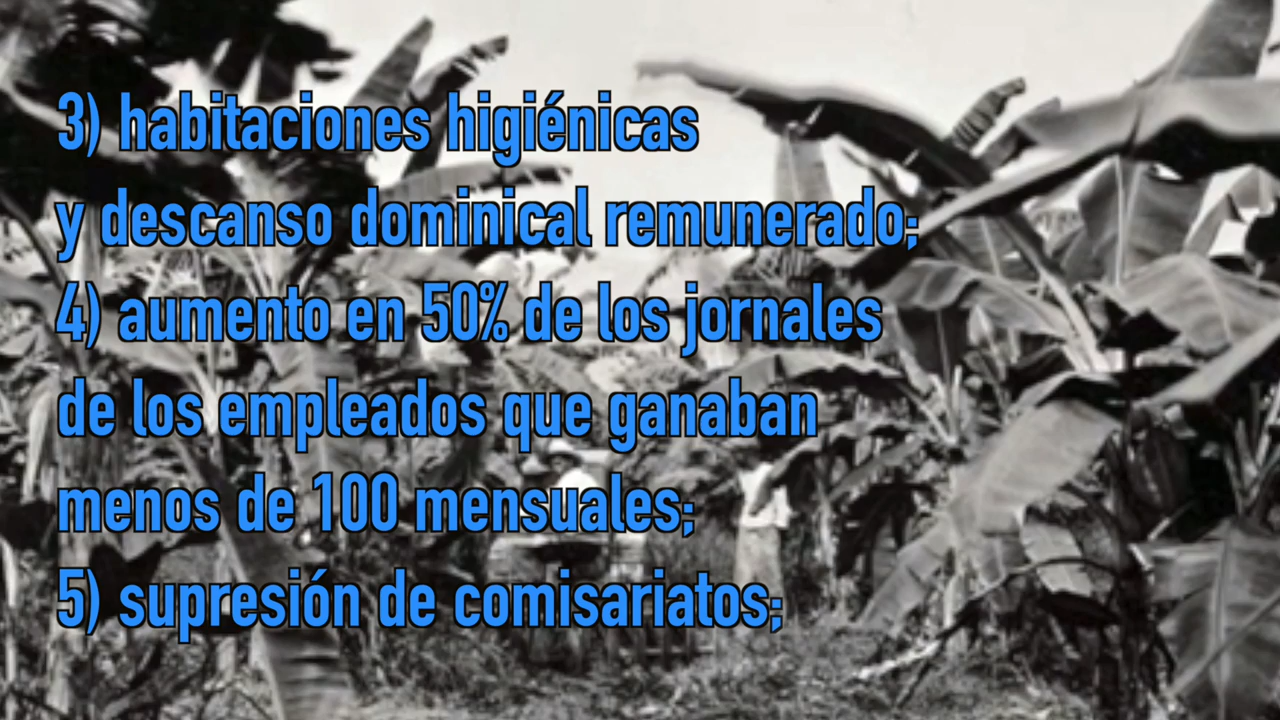 3) habitaciones higiénicas
y descanso dominical remunerado;
4) aumento en 50% de los jornales
de los empleados que ganaban
menos de 100 mensuales;
5) supresión de comisariatos;